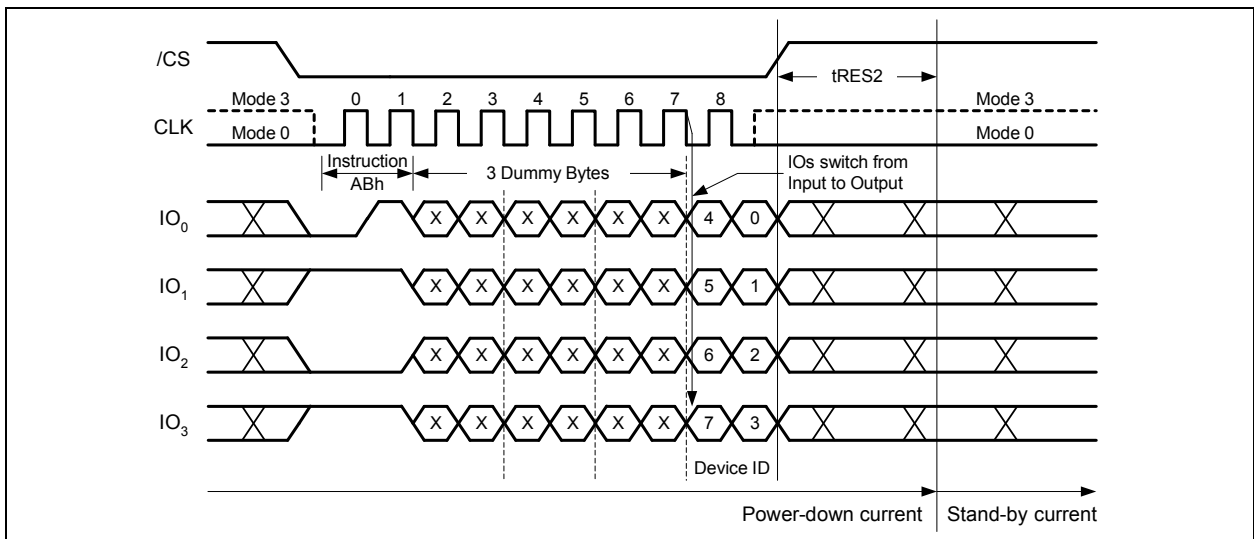 /CS
tRES2
Mode 3 0 1 2 3 4 5 6 7 8 Mode 3
CLK
Mode 0 Mode 0
Instruction
ABh
3 Dummy Bytes
IOs switch from
Input to Output
IO0 X X X X X X 4 0
IO1 X X X X X X 5 1
IO2 X X X X X X 6 2
IO3 X X X X X X 7 3
Device ID
Power-down current Stand-by current